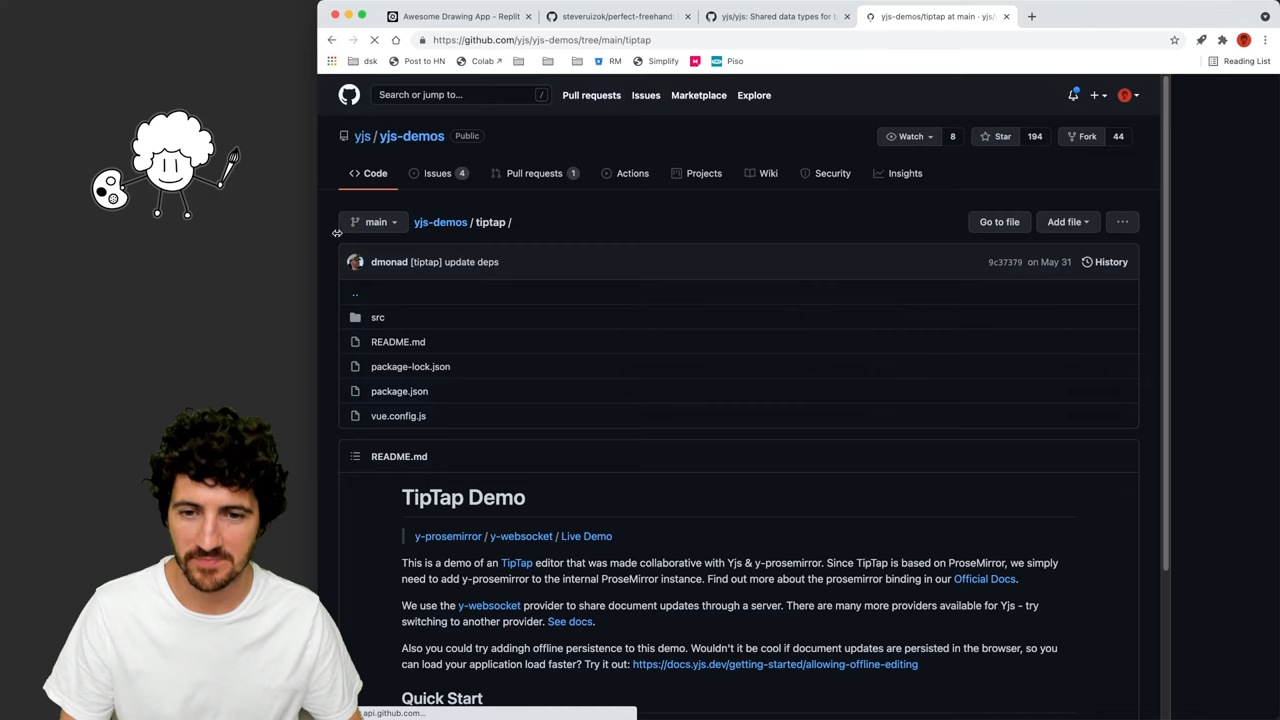 Awesome Drawing App - Replit
steveruizok/perfect-freehand:
yjs/yjs: Shared data types for b
yjs-demos/tiptap at main · yjs/
https://github.com/yjs/yjs-demos/tree/main/tiptap
dsk
Post to HN
Colab
RM
Simplify
Piso
Reading List
Search or jump to...
/
Pull requests
Issues
Marketplace
Explore
yjs / yjs-demos
Public
Watch 8
Star 194
Fork 44
Code
Issues 4
Pull requests 1
Actions
Projects
Wiki
Security
Insights
main
yjs-demos / tiptap /
Go to file
Add file
...
dmonad [tiptap] update deps
9c37379 on May 31
History
..
src
README.md
package-lock.json
package.json
vue.config.js
README.md
TipTap Demo
y-prosemirror / y-websocket / Live Demo
This is a demo of an TipTap editor that was made collaborative with Yjs & y-prosemirror. Since TipTap is based on ProseMirror, we simply
need to add y-prosemirror to the internal ProseMirror instance. Find out more about the prosemirror binding in our Official Docs.
We use the y-websocket provider to share document updates through a server. There are many more providers available for Yjs - try
switching to another provider. See docs.
Also you could try addingh offline persistence to this demo. Wouldn't it be cool if document updates are persisted in the browser, so you
can load your application load faster? Try it out: https://docs.yjs.dev/getting-started/allowing-offline-editing
Quick Start
api.github.com...